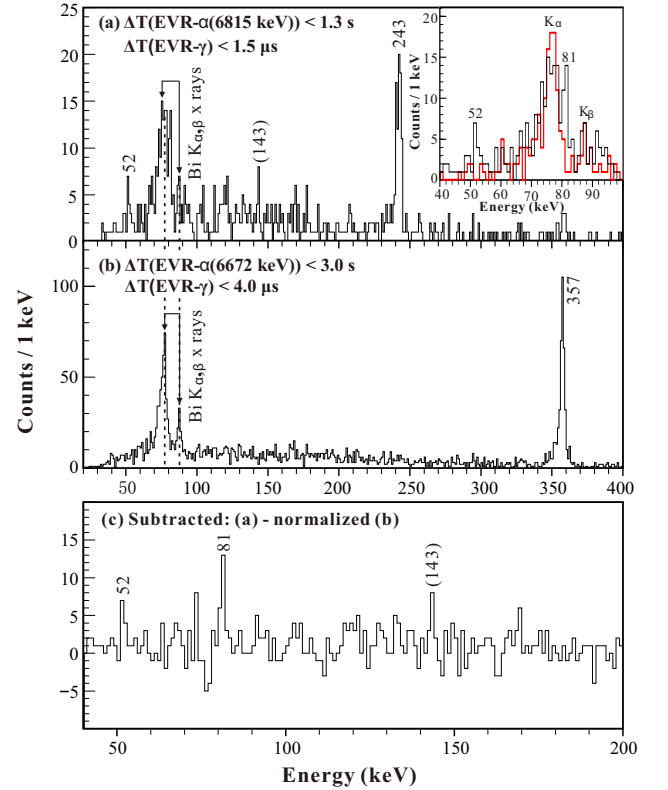 (a) ΔT(EVR-α(6815 keV)) < 1.3 s
ΔT(EVR-γ) < 1.5 μs
25
20
15
10
5
0
52
Bi Kα,β x rays
(143)
243
Counts / 1 keV
20
15
10
5
0
52
Kα
81
Kβ
40 50 60 70 80 90
Energy (keV)
(b) ΔT(EVR-α(6672 keV)) < 3.0 s
ΔT(EVR-γ) < 4.0 μs
100
50
0
Bi Kα,β x rays
357
50 100 150 200 250 300 350 400
Counts / 1 keV
(c) Subtracted: (a) - normalized (b)
15
10
5
0
−5
52
81
(143)
50 100 150 200
Energy (keV)